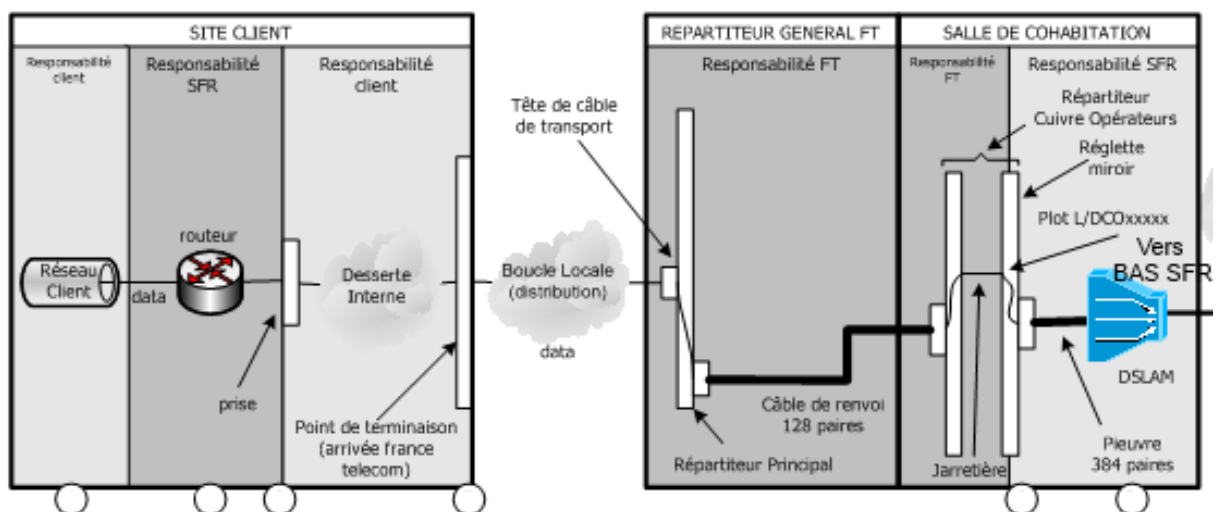 SITE CLIENT
Responsabilité
client
Responsabilité
SFR
Responsabilité
client
Réseau
Client
data
routeur
prise
Desserte
Interne
Point de terminaison
(arrivée france
telecom)
Boucle Locale
(distribution)
data
Tête de câble
de transport
REPARTITEUR GENERAL FT
Responsabilité FT
Câble de renvoi
128 paires
Répartiteur Principal
SALLE DE COHABITATION
Responsabilité
FT
Responsabilité SFR
Répartiteur
Cuivre Opérateurs
Réglette
miroir
Plot L/DCOxxxxx
Vers
BAS SFR
DSLAM
Pieuvre
384 paires
Jarretière